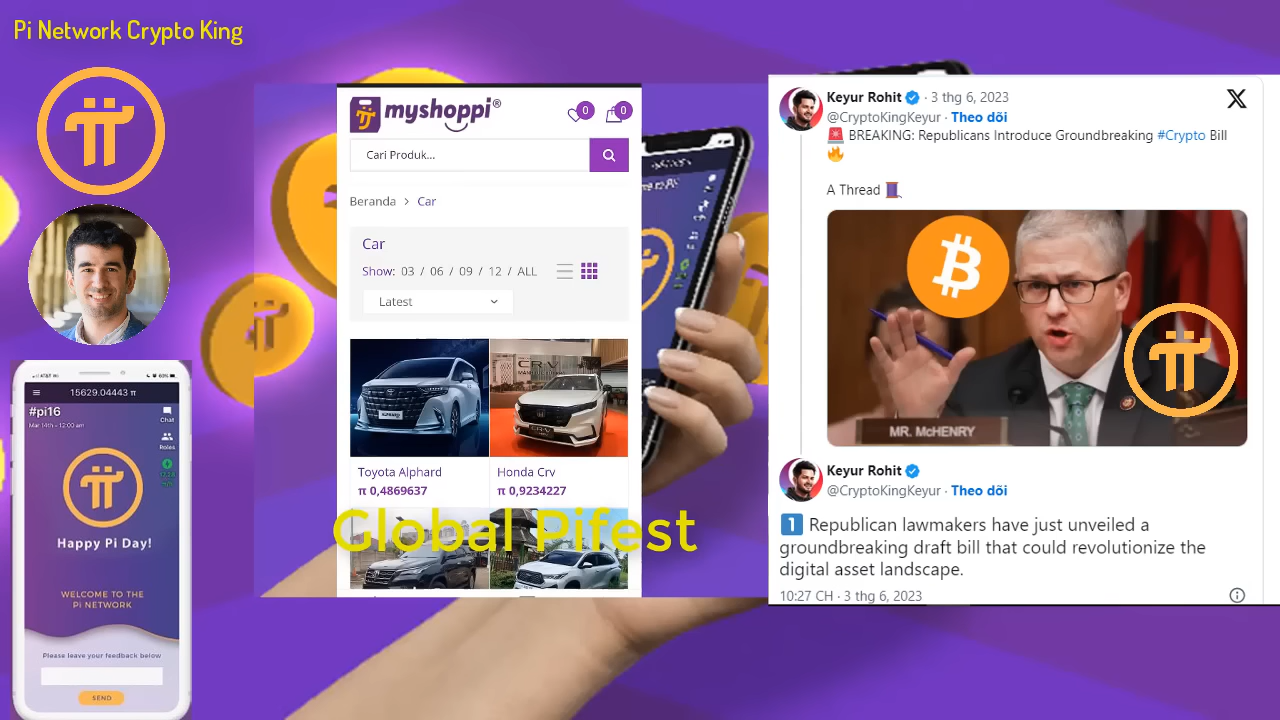 Pi Network Crypto King
15629.04443 π
#pi16
Mar 14th - 12:00 am
Chat
Roles
Happy Pi Day!
WELCOME TO THE
Pi NETWORK
Please leave your feedback below
SEND
myshoppi®
0
0
Cari Produk...
Beranda > Car
Car
Show: 03 / 06 / 09 / 12 / ALL
Latest
Toyota Alphard
π 0,4869637
Honda Crv
π 0,9234227
Global Pifest
Keyur Rohit · 3 thg 6, 2023
@CryptoKingKeyur · Theo dõi
🚨 BREAKING: Republicans Introduce Groundbreaking #Crypto Bill
🔥
A Thread 🧵
MR. McHENRY
Keyur Rohit
@CryptoKingKeyur · Theo dõi
1️⃣ Republican lawmakers have just unveiled a
groundbreaking draft bill that could revolutionize the
digital asset landscape.
10:27 CH · 3 thg 6, 2023